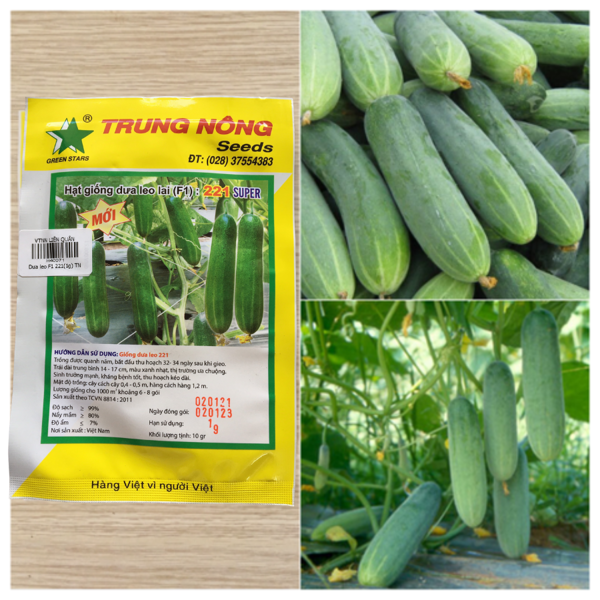 TRUNG NÔNG
Seeds
®
GREEN STARS
ĐT: (028) 37554383
Hạt giống dưa leo lai (F1) : 221 SUPER
MỚI
VTNN LIÊN QUÂN
Dưa leo F1 221(1g) TN
HƯỚNG DẪN SỬ DỤNG: Giống dưa leo 221
Trồng được quanh năm, bắt đầu thu hoạch 32- 34 ngày sau khi gieo.
Trái dài trung bình 14 - 17 cm, màu xanh nhạt, thị trường ưa chuộng.
Sinh trưởng mạnh, kháng bệnh tốt, thu hoạch kéo dài.
Mật độ trồng: cây cách cây 0,4 - 0,5 m, hàng cách hàng 1,2 m.
Lượng giống cho 1000 m² khoảng 6 - 8 gói
Sản xuất theo TCVN 8814 : 2011
Độ sạch ≥ 99%
Nẩy mầm ≥ 80%
Độ ẩm ≤ 7%
Nơi sản xuất : Việt Nam
Ngày đóng gói: 020121
Hạn sử dụng: 020123
1g
Khối lượng tịnh: 10 gr
Hàng Việt vì người Việt